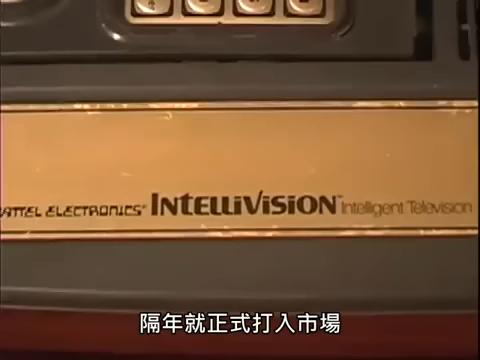 MATTEL ELECTRONICS® INTELLIVISION™ Intelligent Television
隔年就正式打入市場